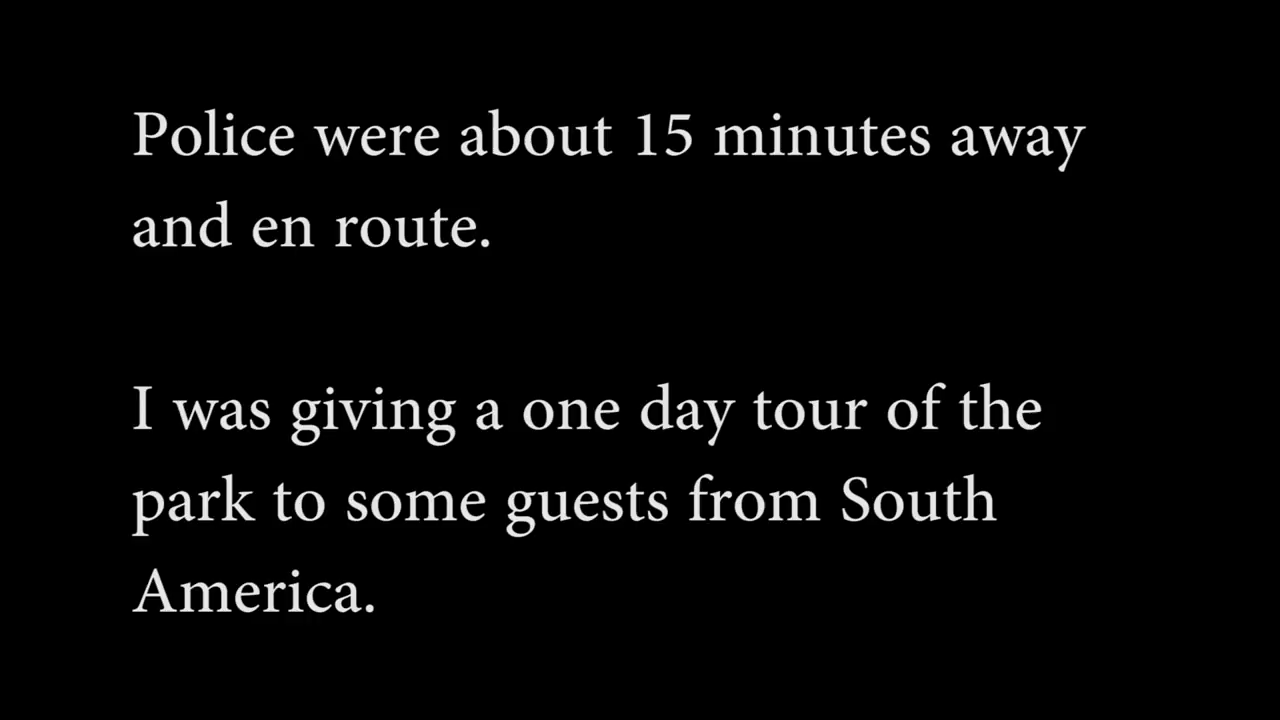 Police were about 15 minutes away
and en route.
I was giving a one day tour of the
park to some guests from South
America.